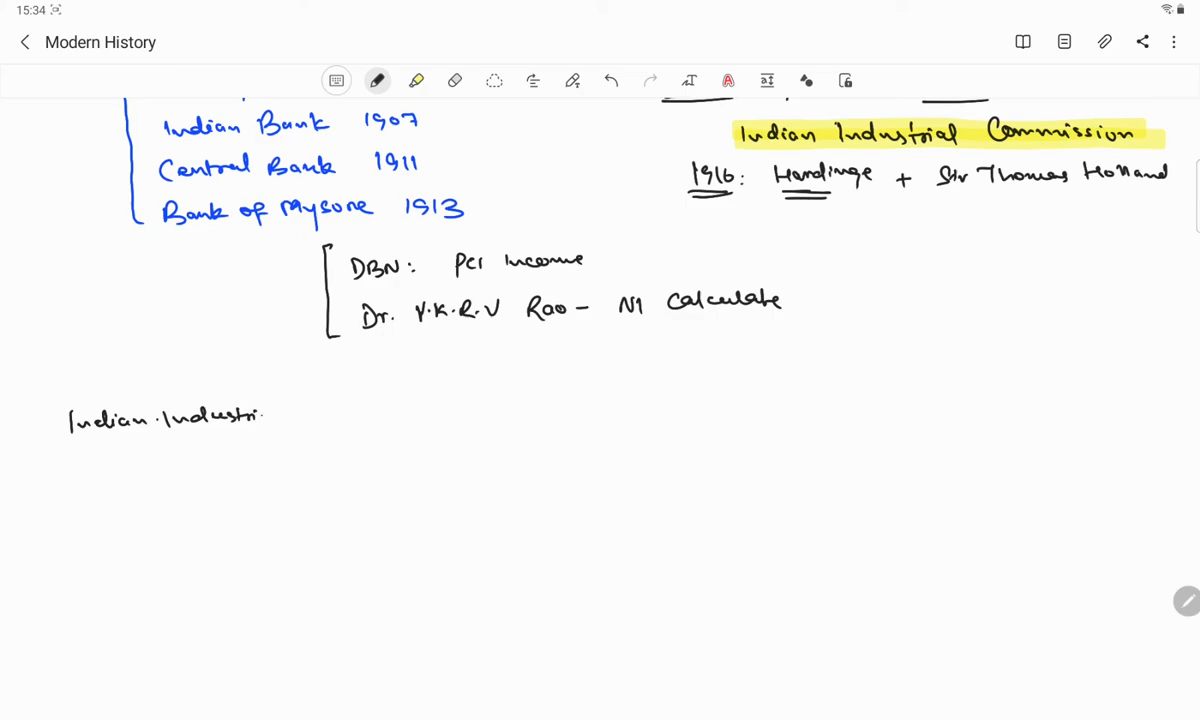 15:34
Modern History
Indian Bank 1907
Central Bank 1911
Bank of Mysore 1913
Indian Industrial Commission
1916: Hardinge + Sir Thomas Holland
DBN: PCI Income
Dr. V.K.R.V Rao - NI Calculate
Indian Industri